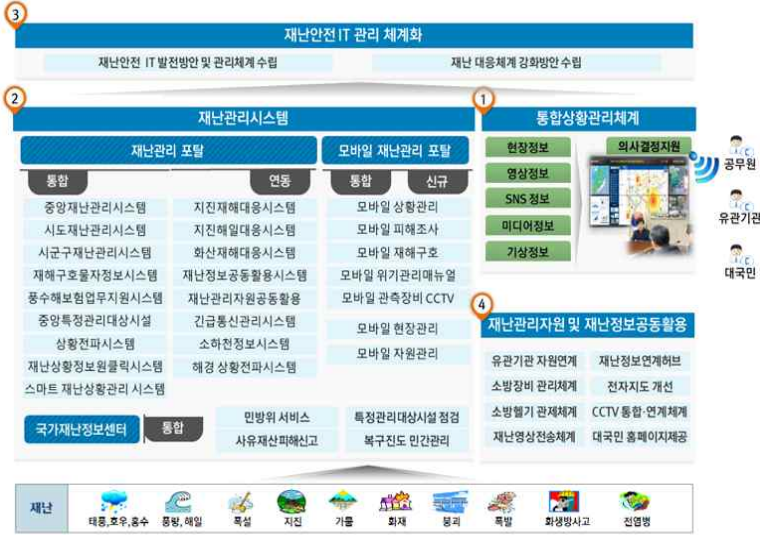 3
재난안전 IT 관리 체계화
재난안전 IT 발전방안 및 관리체계 수립
재난 대응체계 강화방안 수립
2
재난관리시스템
재난관리 포탈
통합
연동
중앙재난관리시스템
지진재해대응시스템
시도재난관리시스템
지진해일대응시스템
시군구재난관리시스템
화산재해대응시스템
재해구호물자정보시스템
재난정보공동활용시스템
풍수해보험업무지원시스템
재난관리자원공동활용
중앙특정관리대상시설
긴급통신관리시스템
상황전파시스템
소하천정보시스템
재난상황정보원클릭시스템
해경 상황전파시스템
스마트 재난상황관리 시스템
모바일 재난관리 포탈
통합
신규
모바일 상황관리
모바일 피해조사
모바일 재해구호
모바일 위기관리매뉴얼
모바일 관측장비 CCTV
모바일 현장관리
모바일 자원관리
국가재난정보센터
통합
민방위 서비스
특정관리대상시설 점검
사유재산피해신고
복구진도 민간관리
1
통합상황관리체계
현장정보
영상정보
SNS 정보
미디어정보
기상정보
의사결정지원
공무원
유관기관
대국민
4
재난관리자원 및 재난정보공동활용
유관기관 자원연계
재난정보연계허브
소방장비 관리체계
전자지도 개선
소방헬기 관제체계
CCTV 통합·연계체계
재난영상전송체계
대국민 홈페이지제공
재난
태풍,호우,홍수
풍랑, 해일
폭설
지진
가뭄
화재
붕괴
폭발
화생방사고
전염병